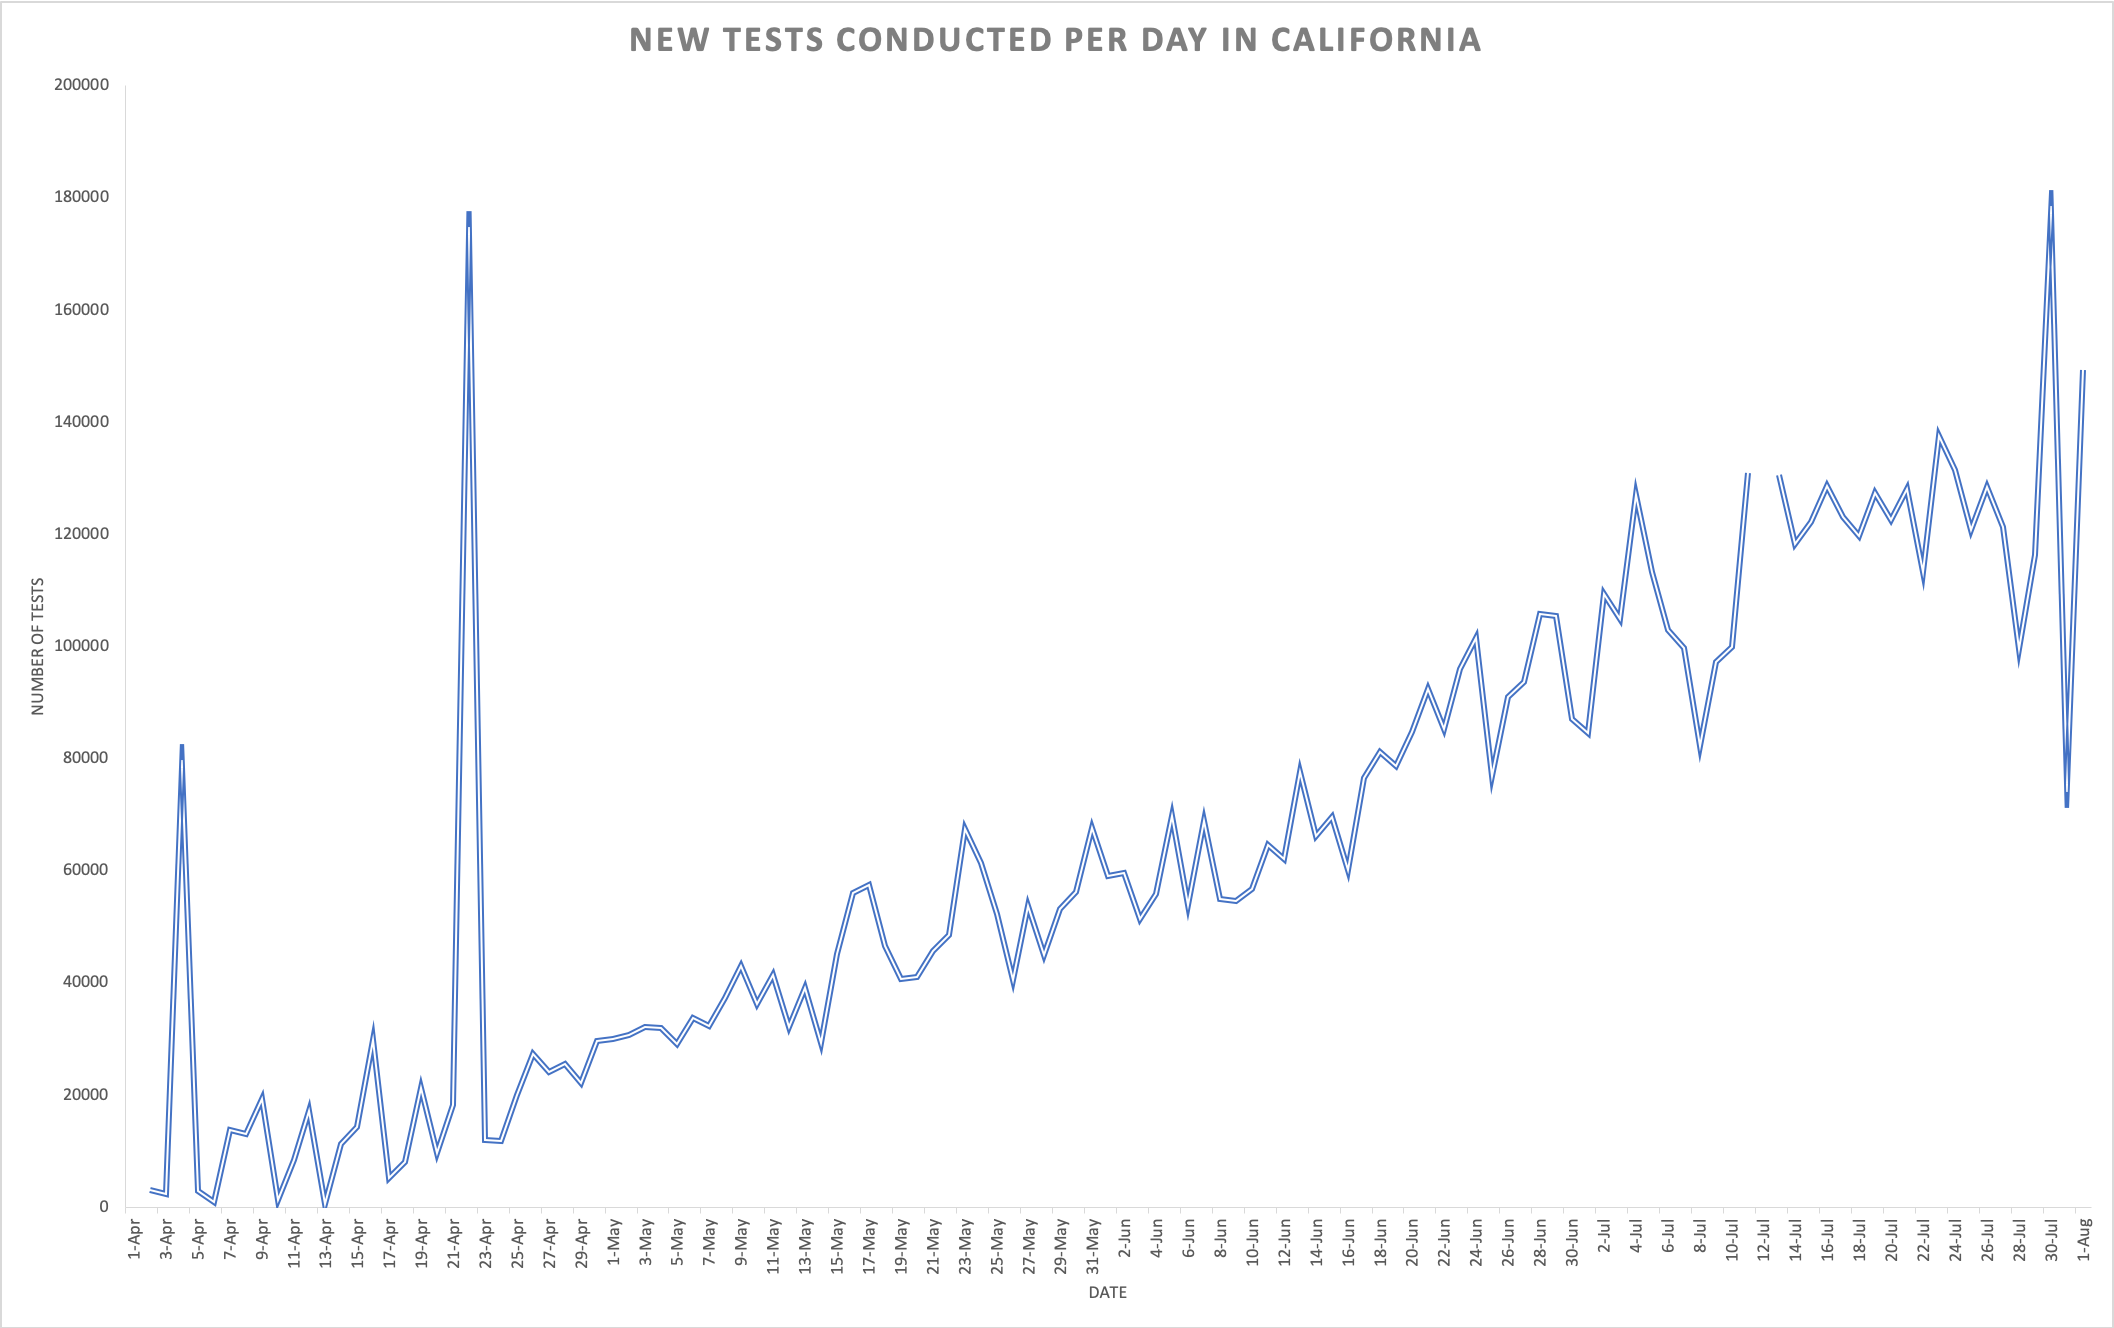 NEW TESTS CONDUCTED PER DAY IN CALIFORNIA
200000
180000
160000
140000
120000
100000
80000
60000
40000
20000
0
NUMBER OF TESTS
1-Apr
3-Apr
5-Apr
7-Apr
9-Apr
11-Apr
13-Apr
15-Apr
17-Apr
19-Apr
21-Apr
23-Apr
25-Apr
27-Apr
29-Apr
1-May
3-May
5-May
7-May
9-May
11-May
13-May
15-May
17-May
19-May
21-May
23-May
25-May
27-May
29-May
31-May
2-Jun
4-Jun
6-Jun
8-Jun
10-Jun
12-Jun
14-Jun
16-Jun
18-Jun
20-Jun
22-Jun
24-Jun
26-Jun
28-Jun
30-Jun
2-Jul
4-Jul
6-Jul
8-Jul
10-Jul
12-Jul
14-Jul
16-Jul
18-Jul
20-Jul
22-Jul
24-Jul
26-Jul
28-Jul
30-Jul
1-Aug
DATE